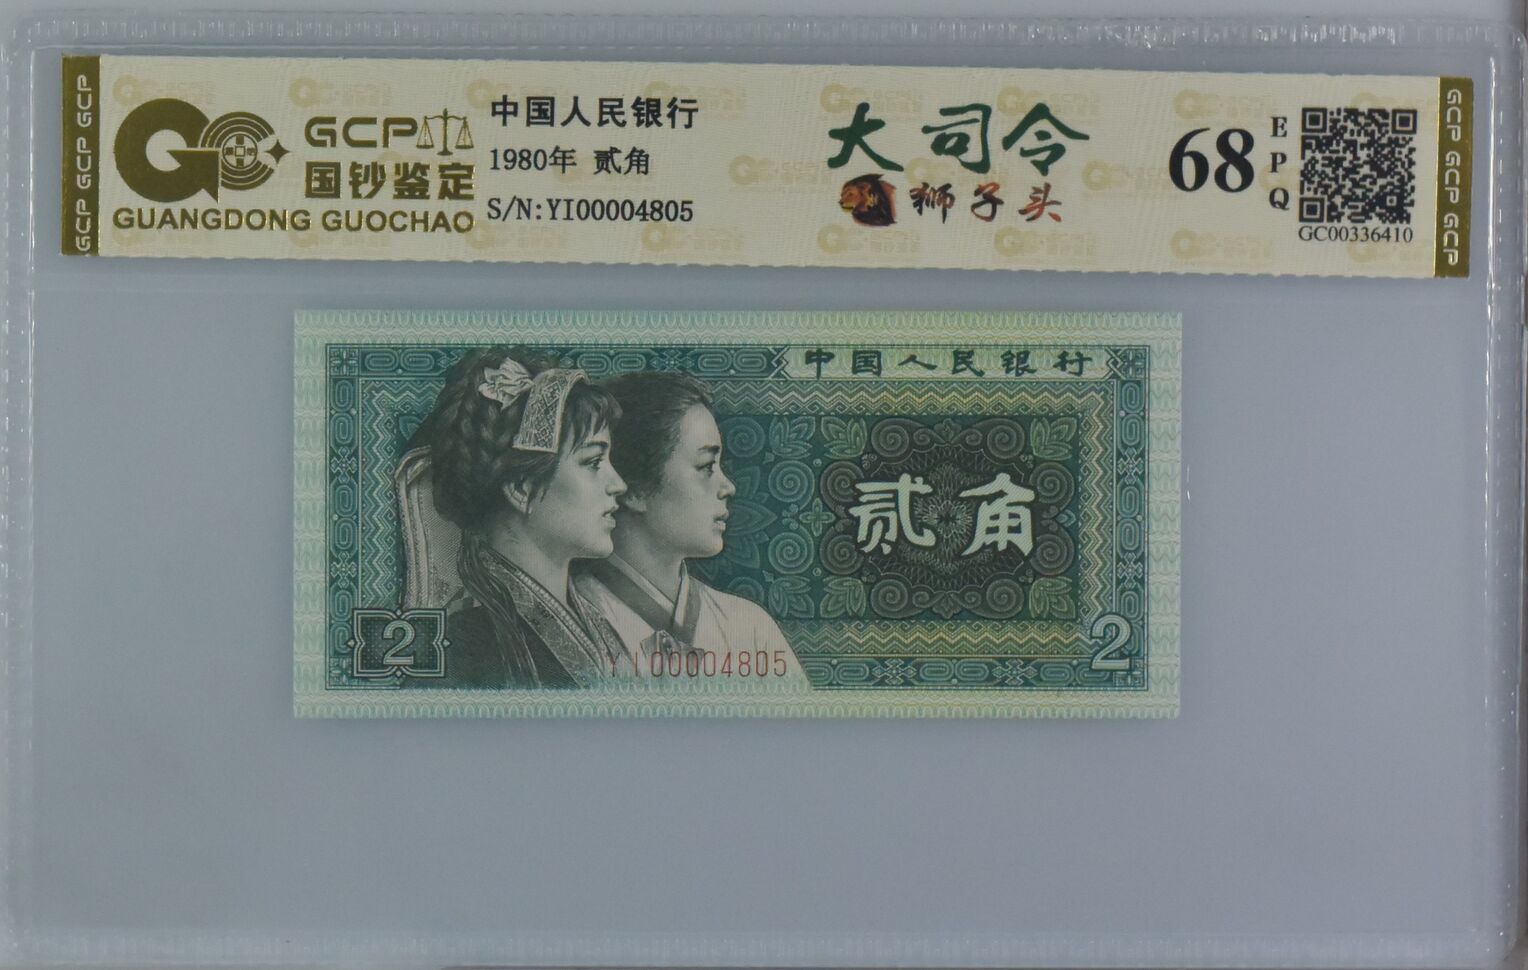 GCP GCP GCP
GCP
国钞鉴定
GUANGDONG GUOCHAO
中国人民银行
1980年 贰角
S/N:YI00004805
大司令
狮子头
68
EPQ
GC00336410
GCP GCP GCP
中国人民银行
贰角
2
YI00004805
2